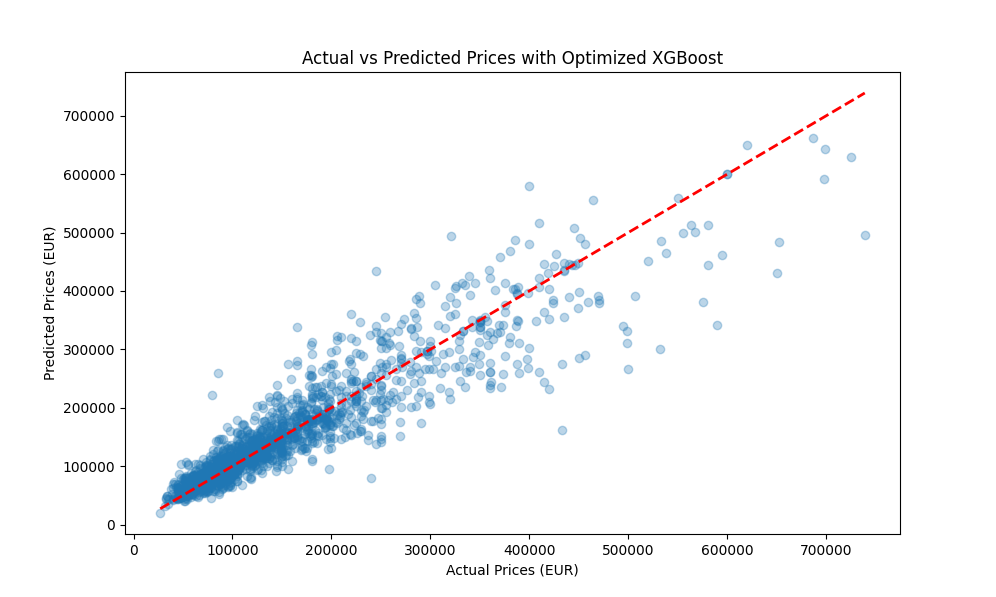 Actual vs Predicted Prices with Optimized XGBoost
Predicted Prices (EUR)
700000
600000
500000
400000
300000
200000
100000
0
0 100000 200000 300000 400000 500000 600000 700000
Actual Prices (EUR)